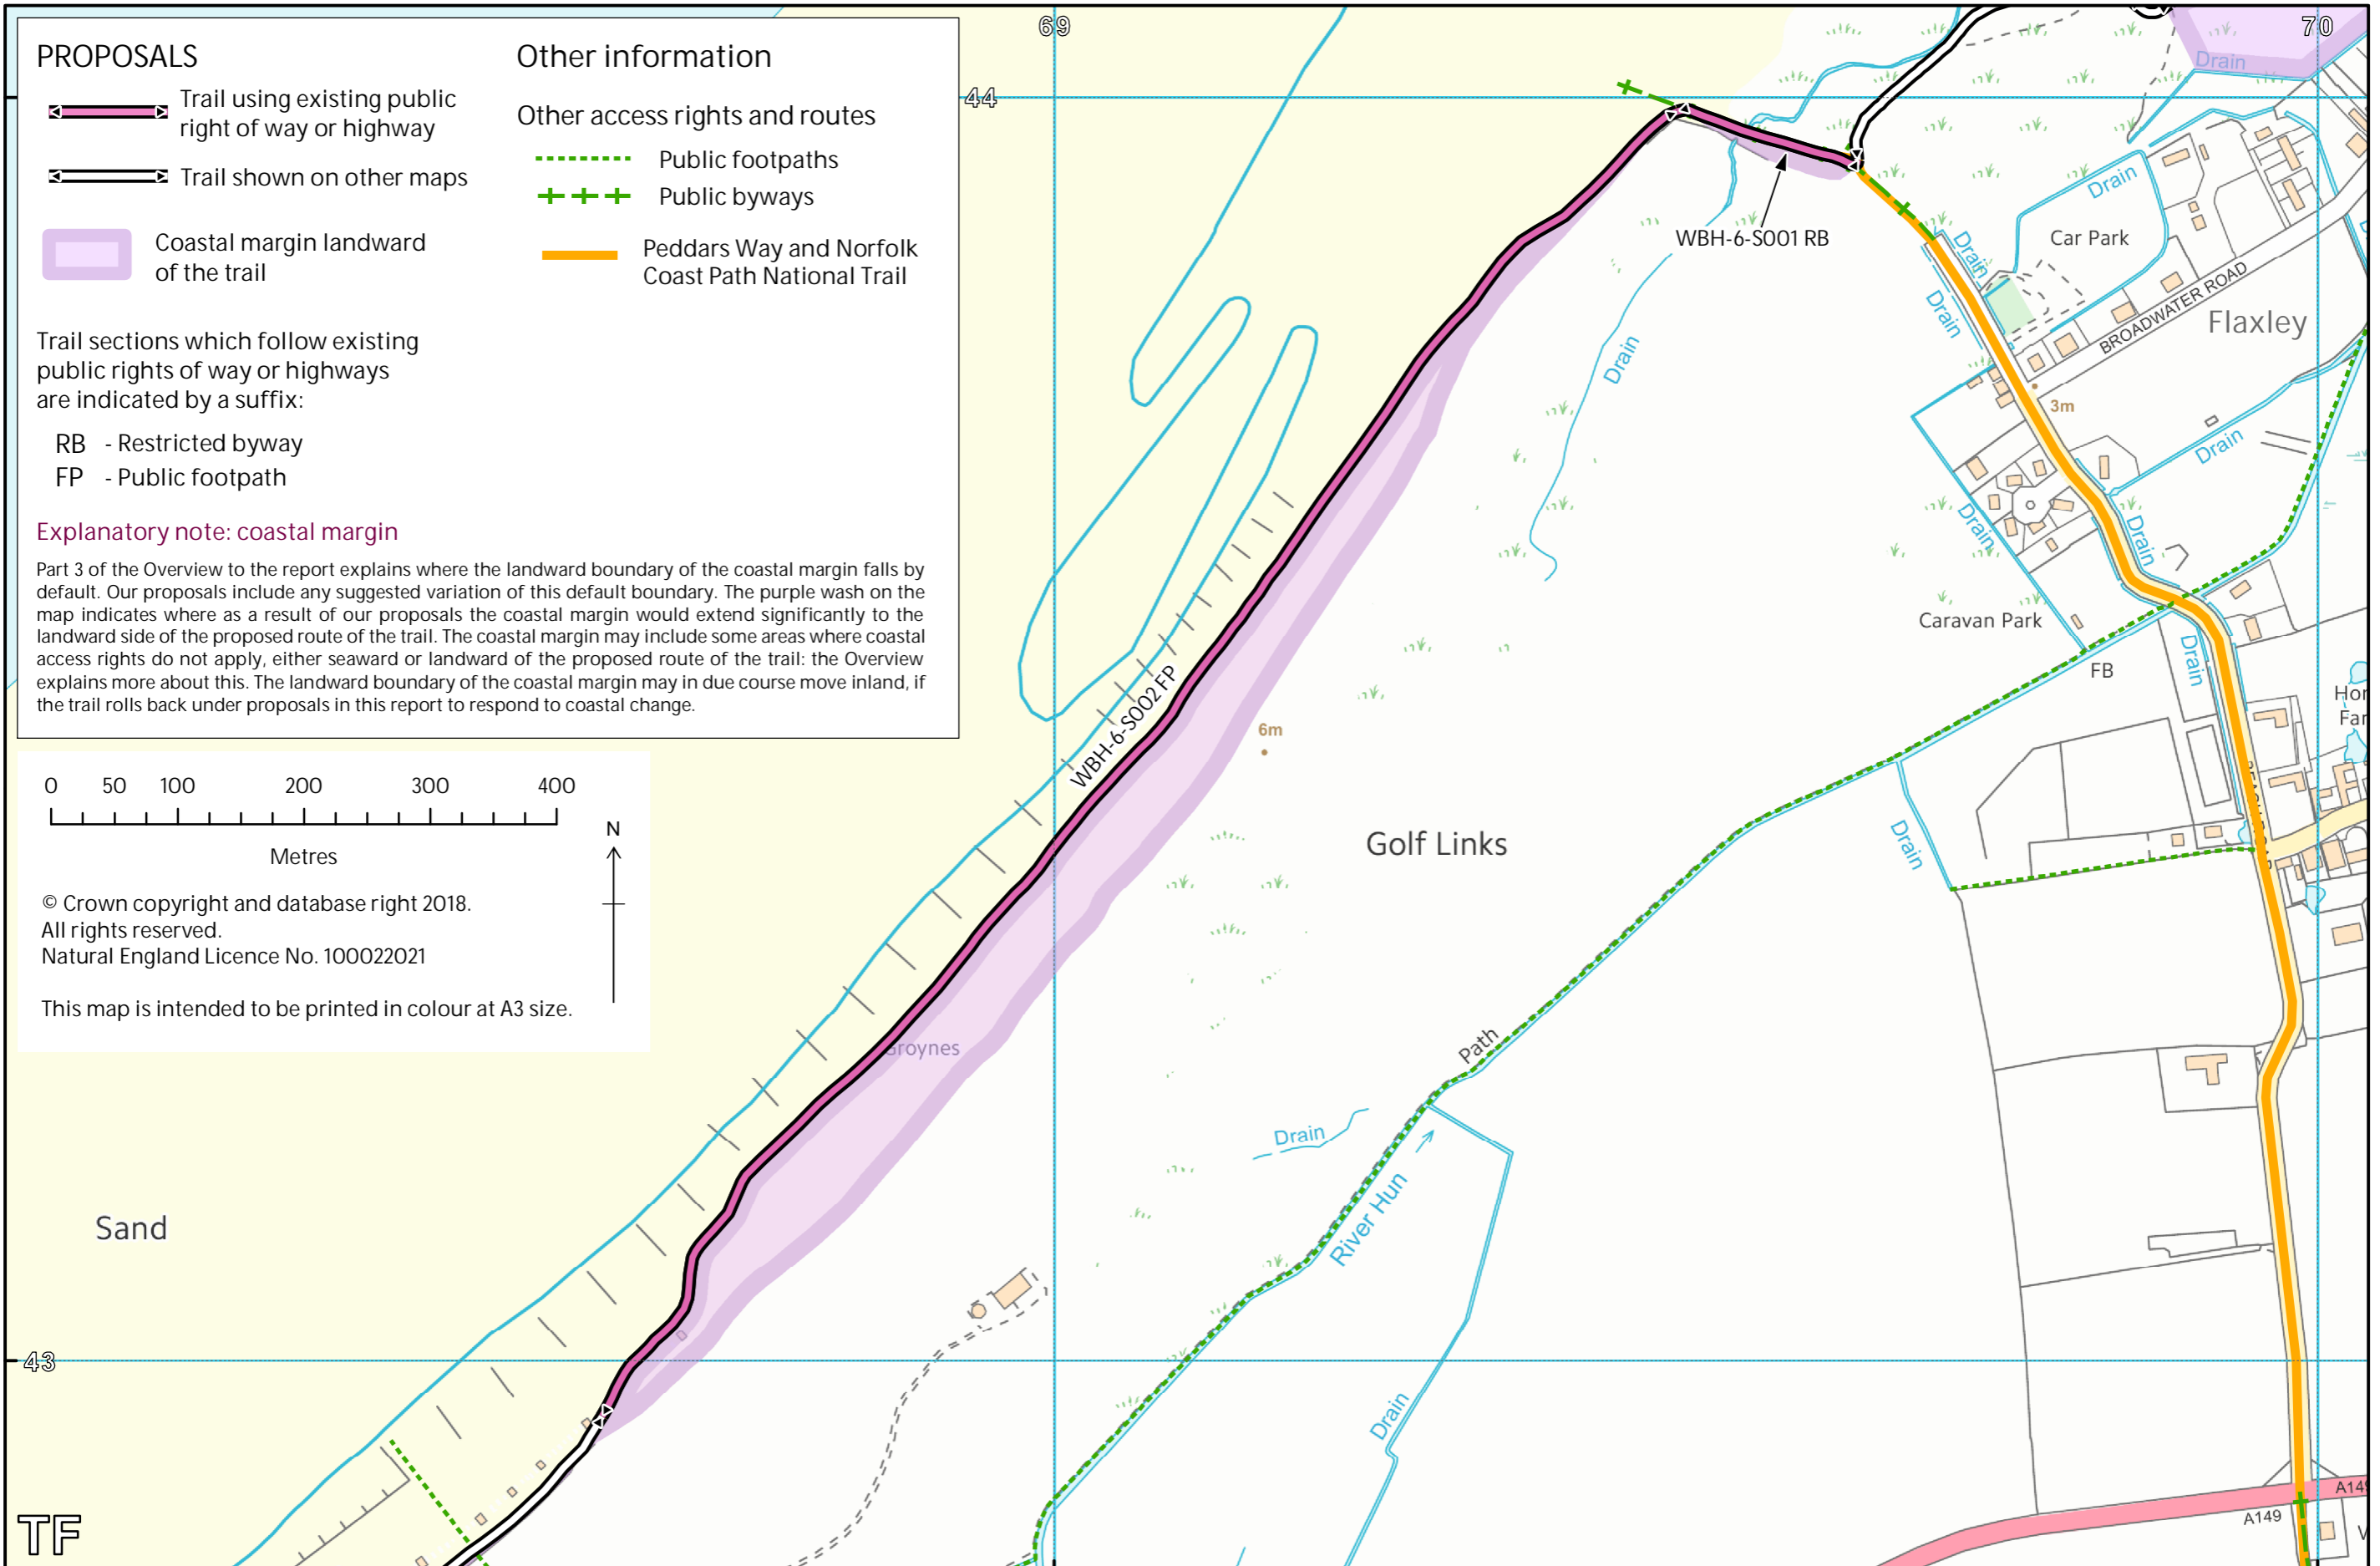 PROPOSALS
Trail using existing public
right of way or highway
Trail shown on other maps
Coastal margin landward
of the trail
Trail sections which follow existing
public rights of way or highways
are indicated by a suffix:
RB - Restricted byway
FP - Public footpath
Other information
Other access rights and routes
Public footpaths
Public byways
Peddars Way and Norfolk
Coast Path National Trail
Explanatory note: coastal margin
Part 3 of the Overview to the report explains where the landward boundary of the coastal margin falls by
default. Our proposals include any suggested variation of this default boundary. The purple wash on the
map indicates where as a result of our proposals the coastal margin would extend significantly to the
landward side of the proposed route of the trail. The coastal margin may include some areas where coastal
access rights do not apply, either seaward or landward of the proposed route of the trail: the Overview
explains more about this. The landward boundary of the coastal margin may in due course move inland, if
the trail rolls back under proposals in this report to respond to coastal change.
0 50 100 200 300 400
Metres
N
© Crown copyright and database right 2018.
All rights reserved.
Natural England Licence No. 100022021
This map is intended to be printed in colour at A3 size.
69
70
44
Drain
WBH-6-S001 RB
Drain
Car Park
Drain
Drain
BROADWATER ROAD
Flaxley
Drain
3m
Drain
Drain
Drain
Caravan Park
FB
Drain
WBH-6-S002 FP
6m
Golf Links
Drain
Groynes
Path
Drain
River Hun
Sand
43
Drain
TF
A149
A149